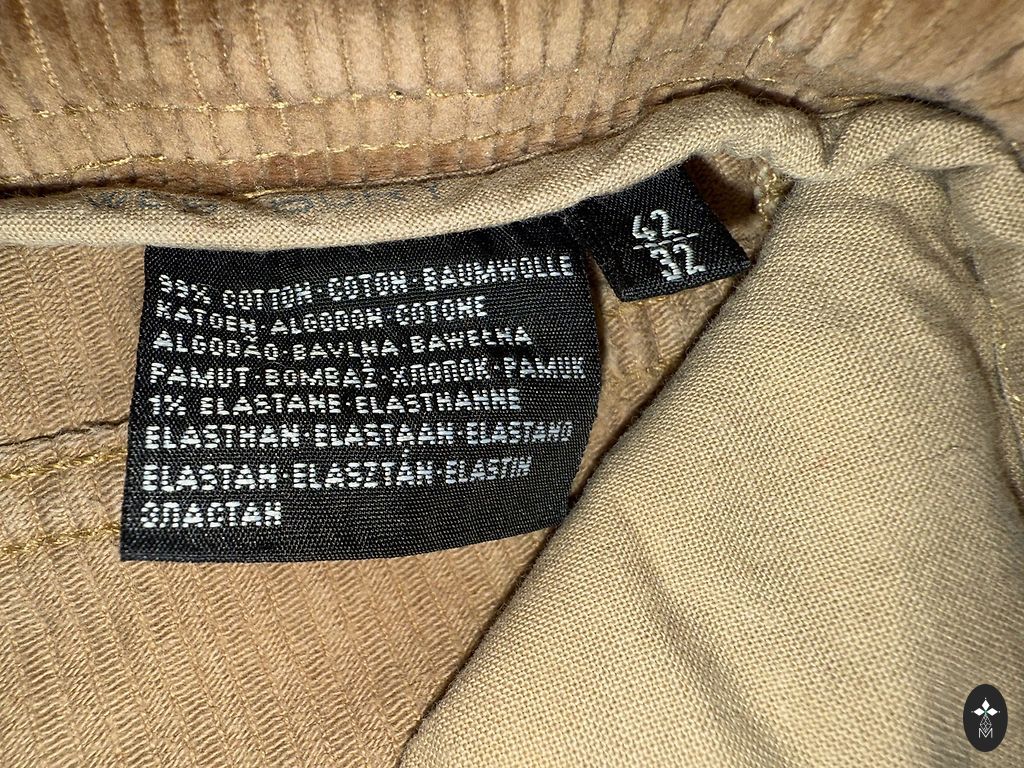 42
32
99% COTTON·COTON·BAUMWOLLE
KATOEN·ALGODON·COTONE
ALGODÃO·BAVLNA·BAWEŁNA
PAMUT·BOMBAŽ·ХЛОПОК·PAMUK
1% ELASTANE·ELASTHANNE
ELASTHAN·ELASTAAN·ELASTANO
ELASTAN·ELASZTÁN·ELASTIN
ЭЛАСТАН
M